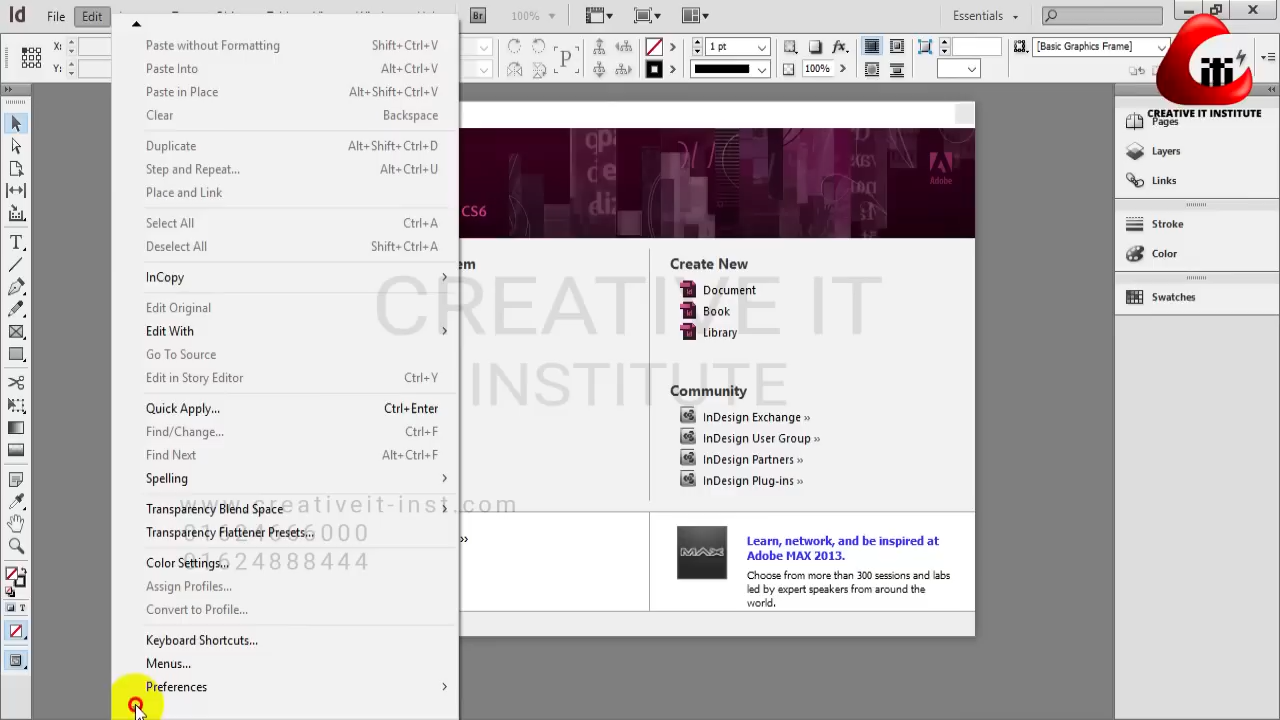 Id File Edit Br 100% Essentials
X:
Y:
P
1 pt
fx
[Basic Graphics Frame]
100%
iti
CREATIVE IT INSTITUTE
Paste without Formatting Shift+Ctrl+V
Paste Into Alt+Ctrl+V
Paste in Place Alt+Shift+Ctrl+V
Clear Backspace
Duplicate Alt+Shift+Ctrl+D
Step and Repeat... Alt+Ctrl+U
Place and Link
Select All Ctrl+A
Deselect All Shift+Ctrl+A
InCopy
Edit Original
Edit With
Go To Source
Edit in Story Editor Ctrl+Y
Quick Apply... Ctrl+Enter
Find/Change... Ctrl+F
Find Next Alt+Ctrl+F
Spelling
Transparency Blend Space
Transparency Flattener Presets...
Color Settings...
Assign Profiles...
Convert to Profile...
Keyboard Shortcuts...
Menus...
Preferences
CS6
Adobe
em
Create New
Document
Book
Library
Community
InDesign Exchange »
InDesign User Group »
InDesign Partners »
InDesign Plug-ins »
»
MAX
Learn, network, and be inspired at
Adobe MAX 2013.
Choose from more than 300 sessions and labs
led by expert speakers from around the
world.
Pages
Layers
Links
Stroke
Color
Swatches
CREATIVE IT
INSTITUTE
www.creativeit-inst.com
01624666000
01624888444